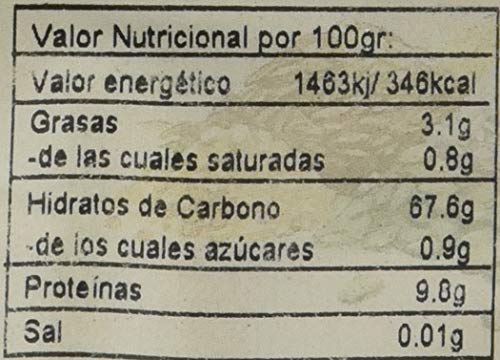 Valor Nutricional por 100gr:
Valor energético 1463kj/ 346kcal
Grasas 3.1g
-de las cuales saturadas 0.8g
Hidratos de Carbono 67.6g
-de los cuales azúcares 0.9g
Proteínas 9.8g
Sal 0.01g